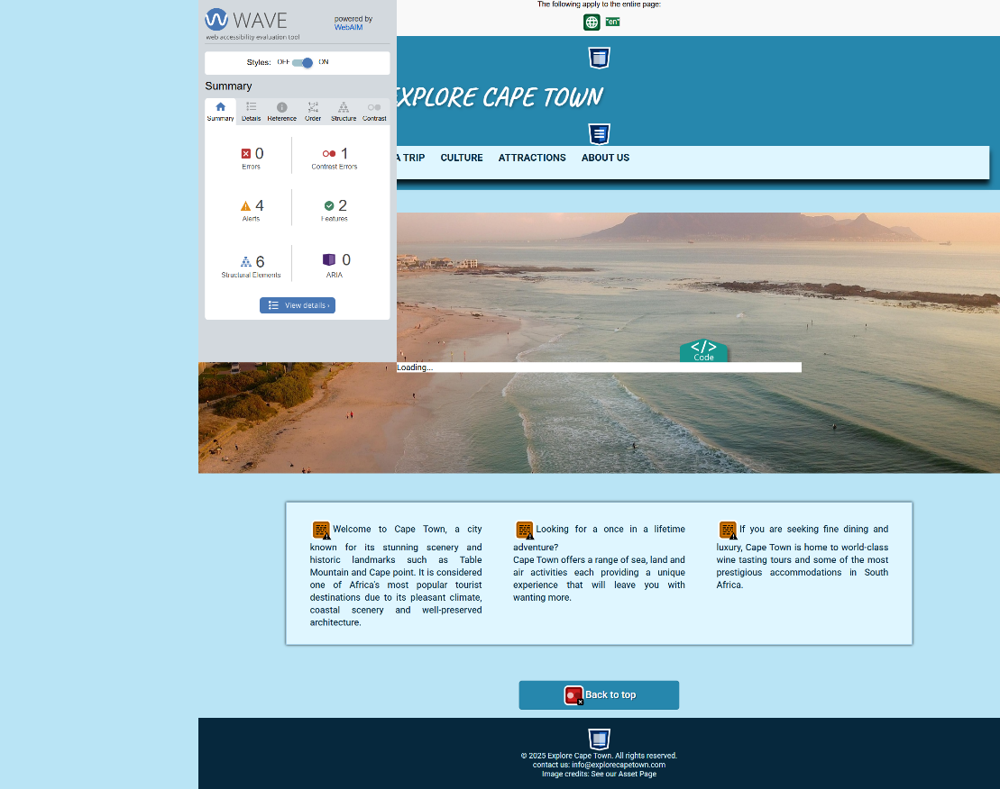 The following apply to the entire page:
"en"
WAVE
web accessibility evaluation tool
powered by
WebAIM
Styles: OFF ON
Summary
Summary Details Reference Order Structure Contrast
0 Errors
1 Contrast Errors
4 Alerts
2 Features
6 Structural Elements
0 ARIA
View details ›
EXPLORE CAPE TOWN
A TRIP CULTURE ATTRACTIONS ABOUT US
</> Code
Loading...
Welcome to Cape Town, a city
known for its stunning scenery and
historic landmarks such as Table
Mountain and Cape point. It is considered
one of Africa's most popular tourist
destinations due to its pleasant climate,
coastal scenery and well-preserved
architecture.
Looking for a once in a lifetime
adventure?
Cape Town offers a range of sea, land and
air activities each providing a unique
experience that will leave you with
wanting more.
If you are seeking fine dining and
luxury, Cape Town is home to world-class
wine tasting tours and some of the most
prestigious accommodations in South
Africa.
Back to top
© 2025 Explore Cape Town. All rights reserved.
contact us: info@explorecapetown.com
Image credits: See our Asset Page